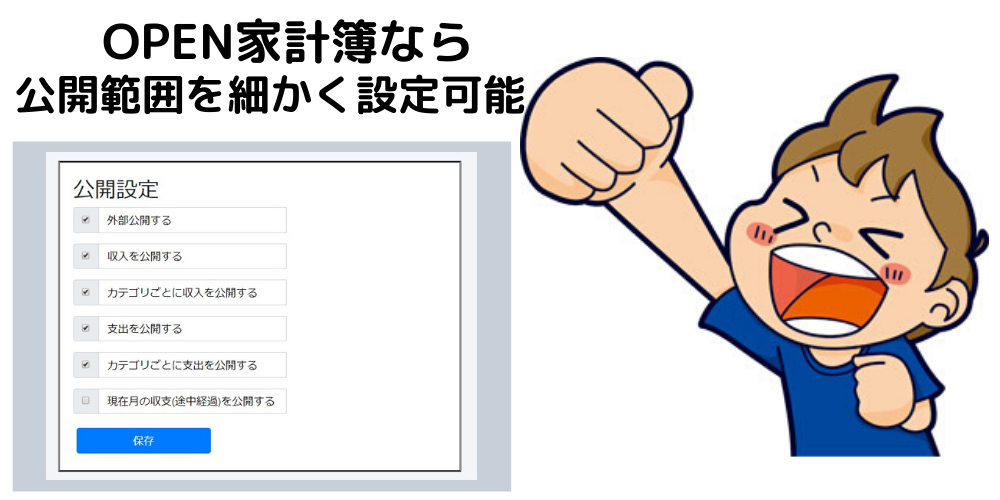 OPEN家計簿なら
公開範囲を細かく設定可能
公開設定
外部公開する
収入を公開する
カテゴリごとに収入を公開する
支出を公開する
カテゴリごとに支出を公開する
現在月の収支(途中経過)を公開する
保存